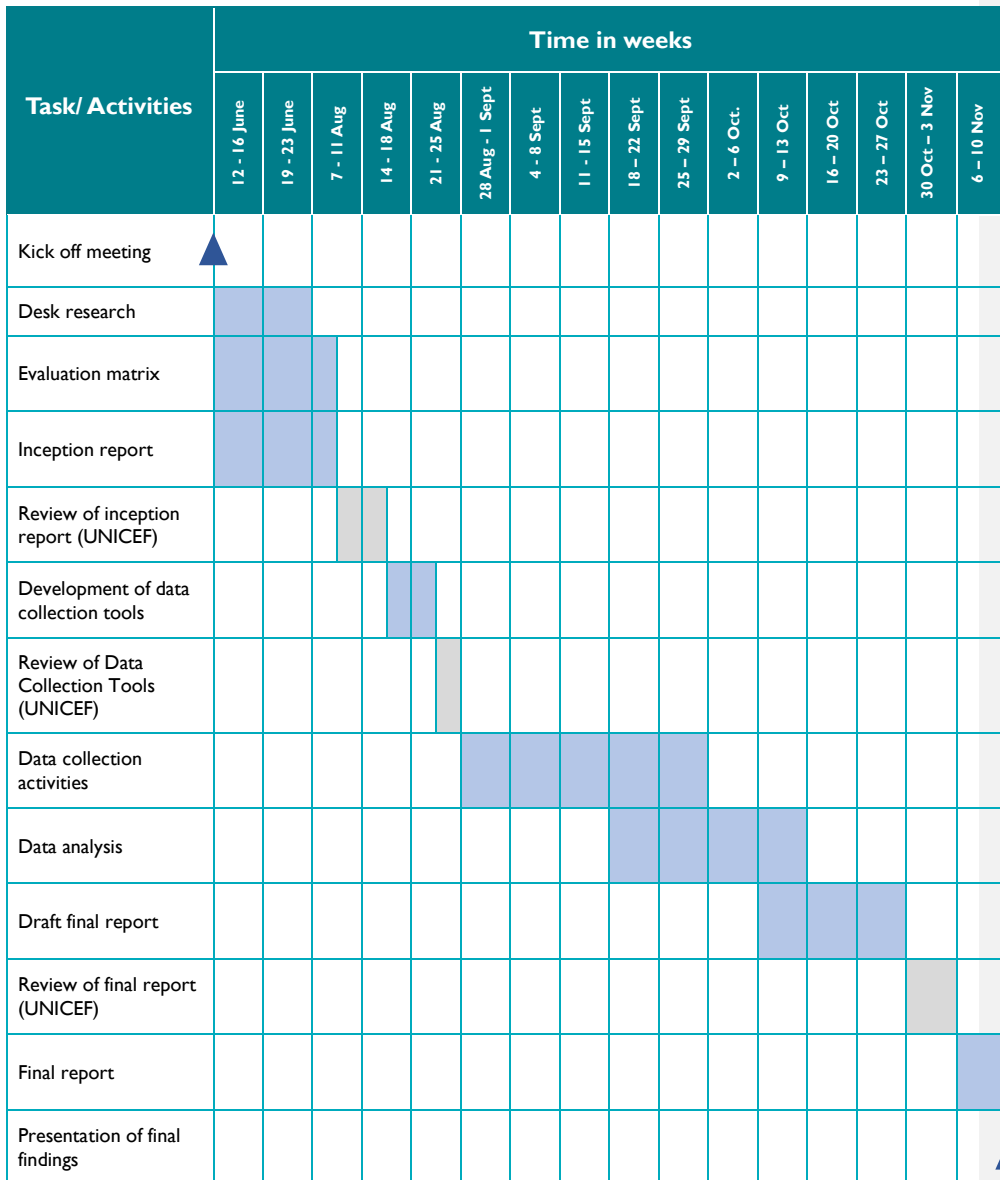 Task/ Activities
Time in weeks
12 - 16 June
19 - 23 June
7 - 11 Aug
14 - 18 Aug
21 - 25 Aug
28 Aug - 1 Sept
4 - 8 Sept
11 - 15 Sept
18 – 22 Sept
25 – 29 Sept
2 – 6 Oct.
9 – 13 Oct
16 – 20 Oct
23 – 27 Oct
30 Oct – 3 Nov
6 – 10 Nov
Kick off meeting
Desk research
Evaluation matrix
Inception report
Review of inception
report (UNICEF)
Development of data
collection tools
Review of Data
Collection Tools
(UNICEF)
Data collection
activities
Data analysis
Draft final report
Review of final report
(UNICEF)
Final report
Presentation of final
findings